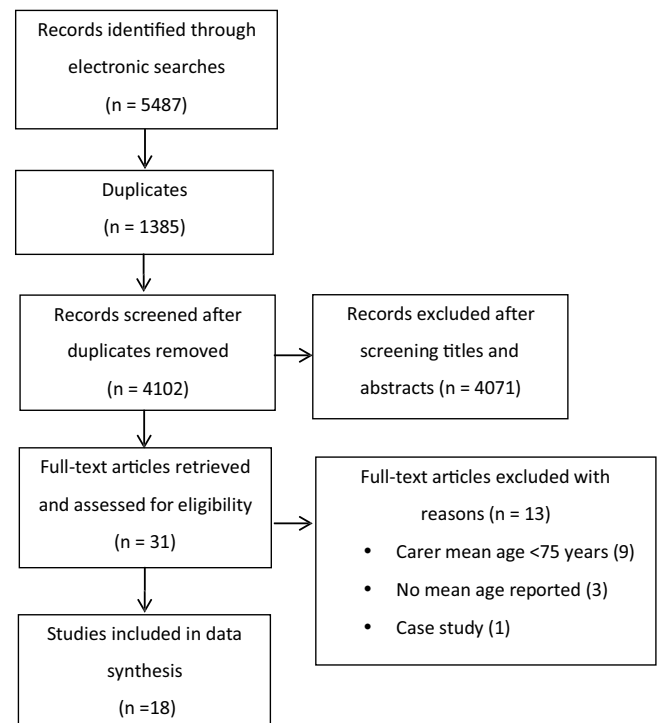 Records identified through
electronic searches
(n = 5487)
Duplicates
(n = 1385)
Records screened after
duplicates removed
(n = 4102)
Records excluded after
screening titles and
abstracts (n = 4071)
Full-text articles retrieved
and assessed for eligibility
(n = 31)
Full-text articles excluded with
reasons (n = 13)
• Carer mean age <75 years (9)
• No mean age reported (3)
• Case study (1)
Studies included in data
synthesis
(n =18)